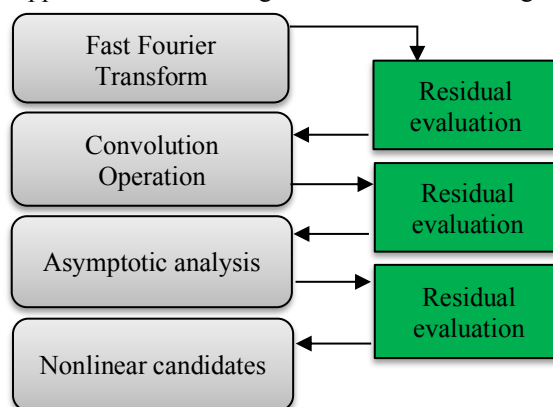 Fast Fourier
Transform
Residual
evaluation
Convolution
Operation
Residual
evaluation
Asymptotic analysis
Residual
evaluation
Nonlinear candidates